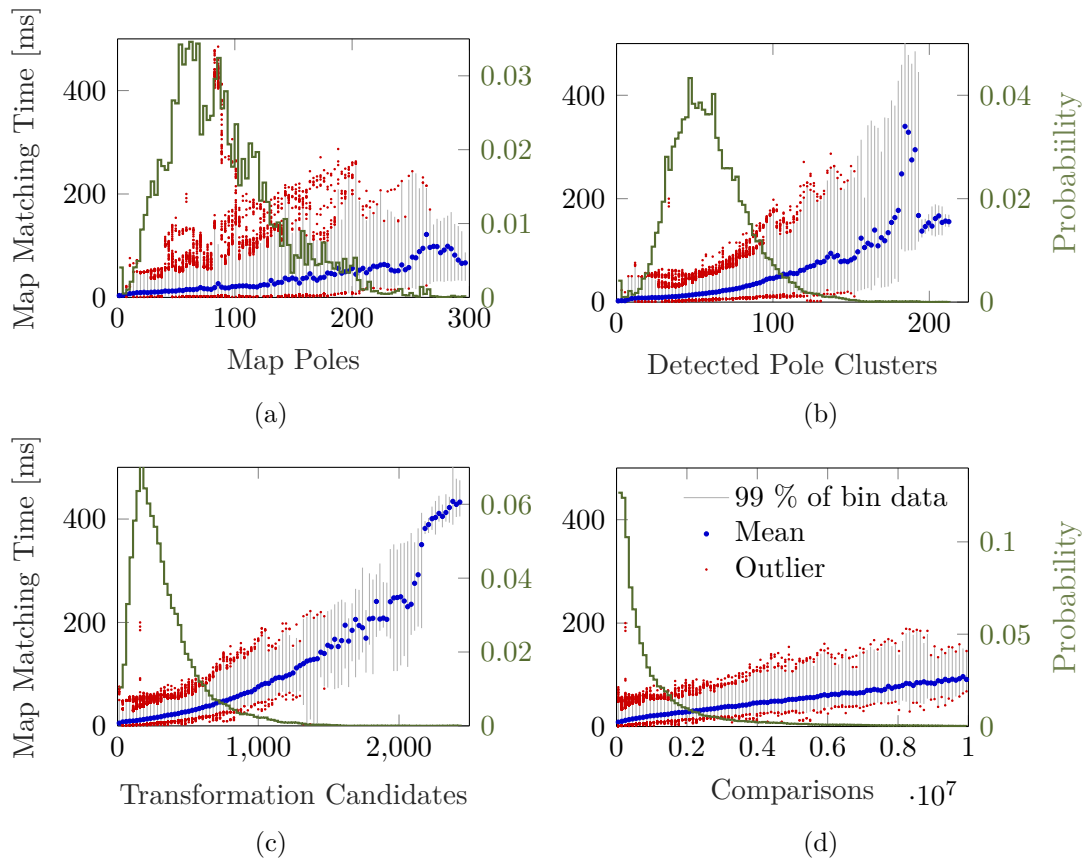 Map Matching Time [ms]
400
200
0
0.03
0.02
0.01
0
0
100
200
300
Map Poles
(a)
400
200
0
0.04
0.02
0
Probabiility
0
100
200
Detected Pole Clusters
(b)
Map Matching Time [ms]
400
200
0
0.06
0.04
0.02
0
0
1,000
2,000
Transformation Candidates
(c)
99 % of bin data
Mean
Outlier
400
200
0
0.1
0.05
0
Probability
0
0.2
0.4
0.6
0.8
1
Comparisons
·10⁷
(d)